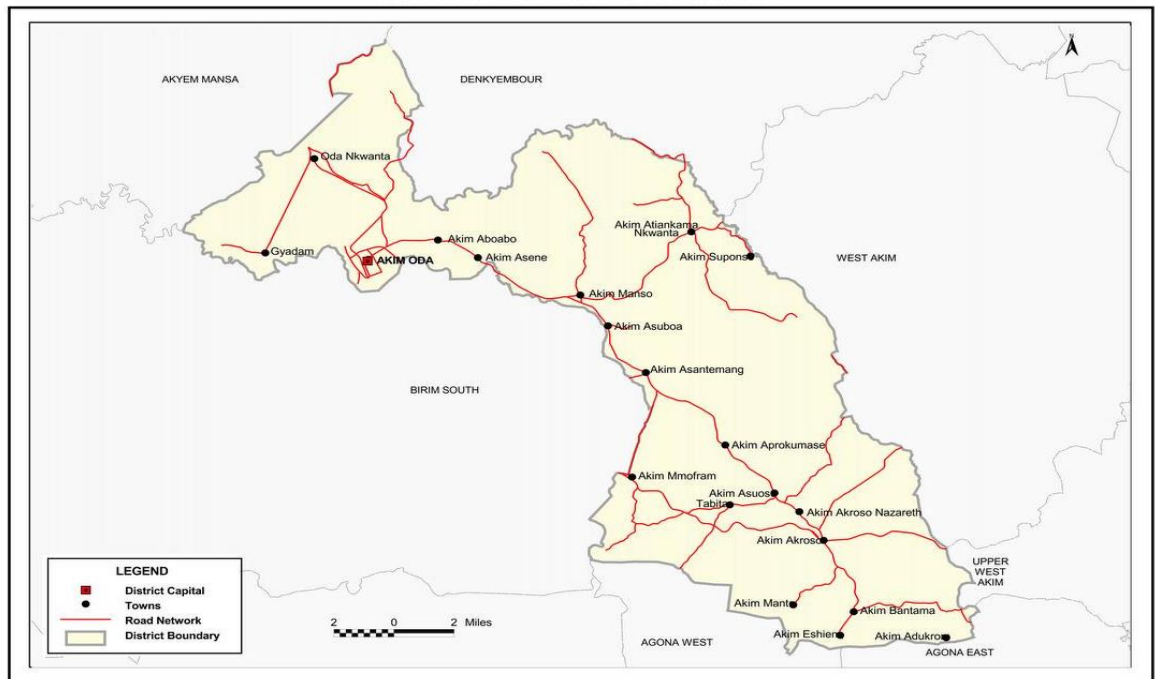 N
AKYEM MANSA
DENKYEMBOUR
Oda Nkwanta
Akim Atiankama
Nkwanta
Akim Aboabo
Gyadam
AKIM ODA
Akim Asene
Akim Supons
WEST AKIM
Akim Manso
Akim Asuboa
Akim Asantemang
BIRIM SOUTH
Akim Aprokumase
Akim Mmofram
Akim Asuos
Tabita
Akim Akroso Nazareth
Akim Akroso
UPPER
WEST
AKIM
LEGEND
District Capital
Towns
Road Network
District Boundary
2 0 2 Miles
Akim Mant
Akim Bantama
Akim Eshien
Akim Adukro
AGONA WEST
AGONA EAST